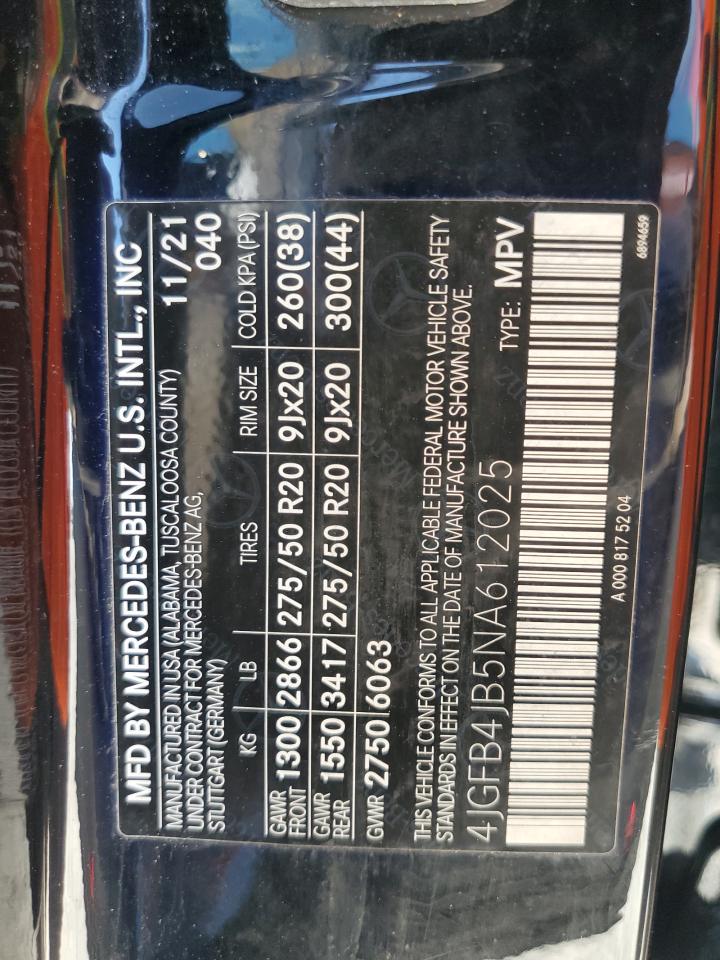 MFD BY MERCEDES-BENZ U.S. INTL., INC
MANUFACTURED IN USA (ALABAMA, TUSCALOOSA COUNTY) 11/21
UNDER CONTRACT FOR MERCEDES-BENZ AG, 040
STUTTGART (GERMANY)
KG LB TIRES RIM SIZE COLD KPA (PSI)
GAWR FRONT 1300 2866 275/50 R20 9Jx20 260(38)
GAWR REAR 1550 3417 275/50 R20 9Jx20 300(44)
GVWR 2750 6063
THIS VEHICLE CONFORMS TO ALL APPLICABLE FEDERAL MOTOR VEHICLE SAFETY
STANDARDS IN EFFECT ON THE DATE OF MANUFACTURE SHOWN ABOVE.
4JGFB4JB5NA612025 TYPE: MPV
A 000 817 52 04 6894659